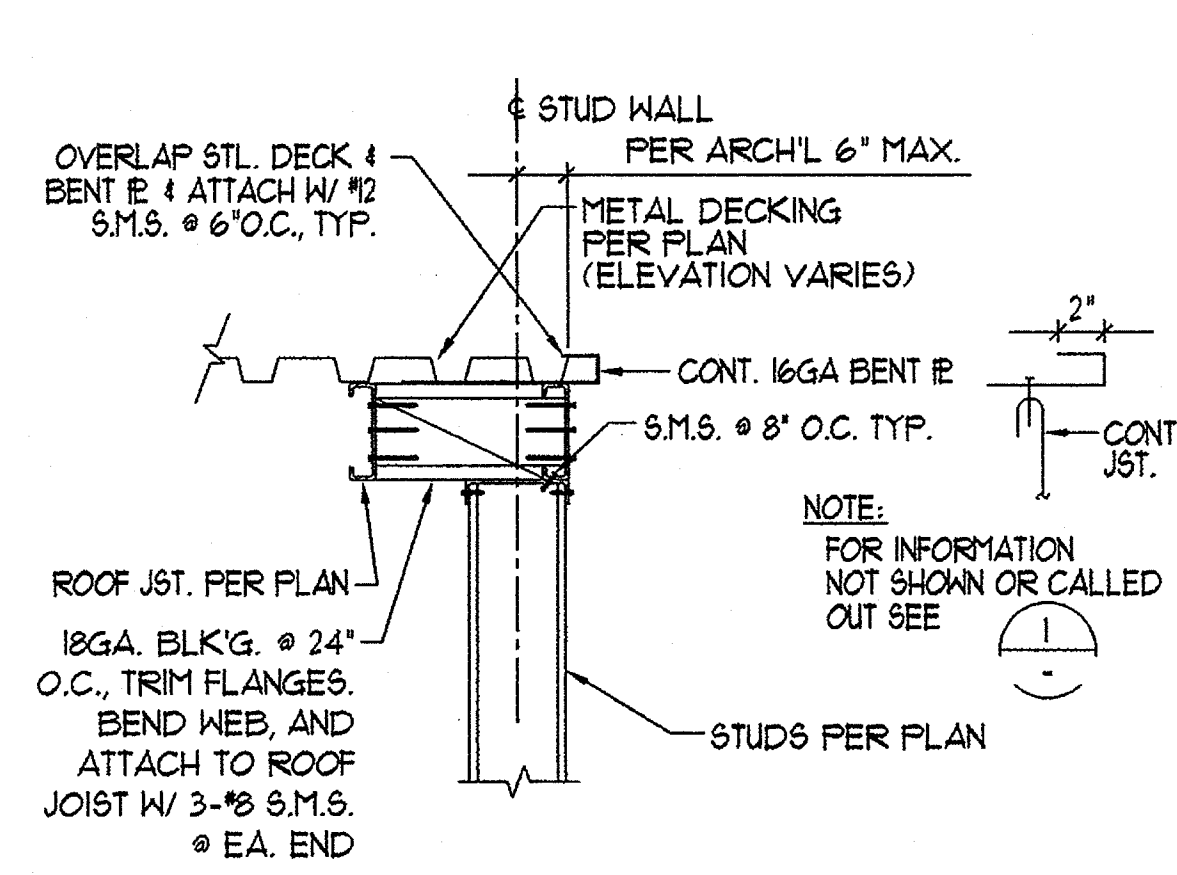 ℄ STUD WALL
PER ARCH'L 6" MAX.
OVERLAP STL. DECK &
BENT ℙL & ATTACH W/ #12
S.M.S. @ 6"O.C., TYP.
METAL DECKING
PER PLAN
(ELEVATION VARIES)
2"
CONT. 16GA BENT ℙL
S.M.S. @ 8" O.C. TYP.
CONT
JST.
NOTE:
FOR INFORMATION
NOT SHOWN OR CALLED
OUT SEE
1
-
ROOF JST. PER PLAN
18GA. BLK'G. @ 24"
O.C., TRIM FLANGES.
BEND WEB, AND
ATTACH TO ROOF
JOIST W/ 3-#8 S.M.S.
@ EA. END
STUDS PER PLAN